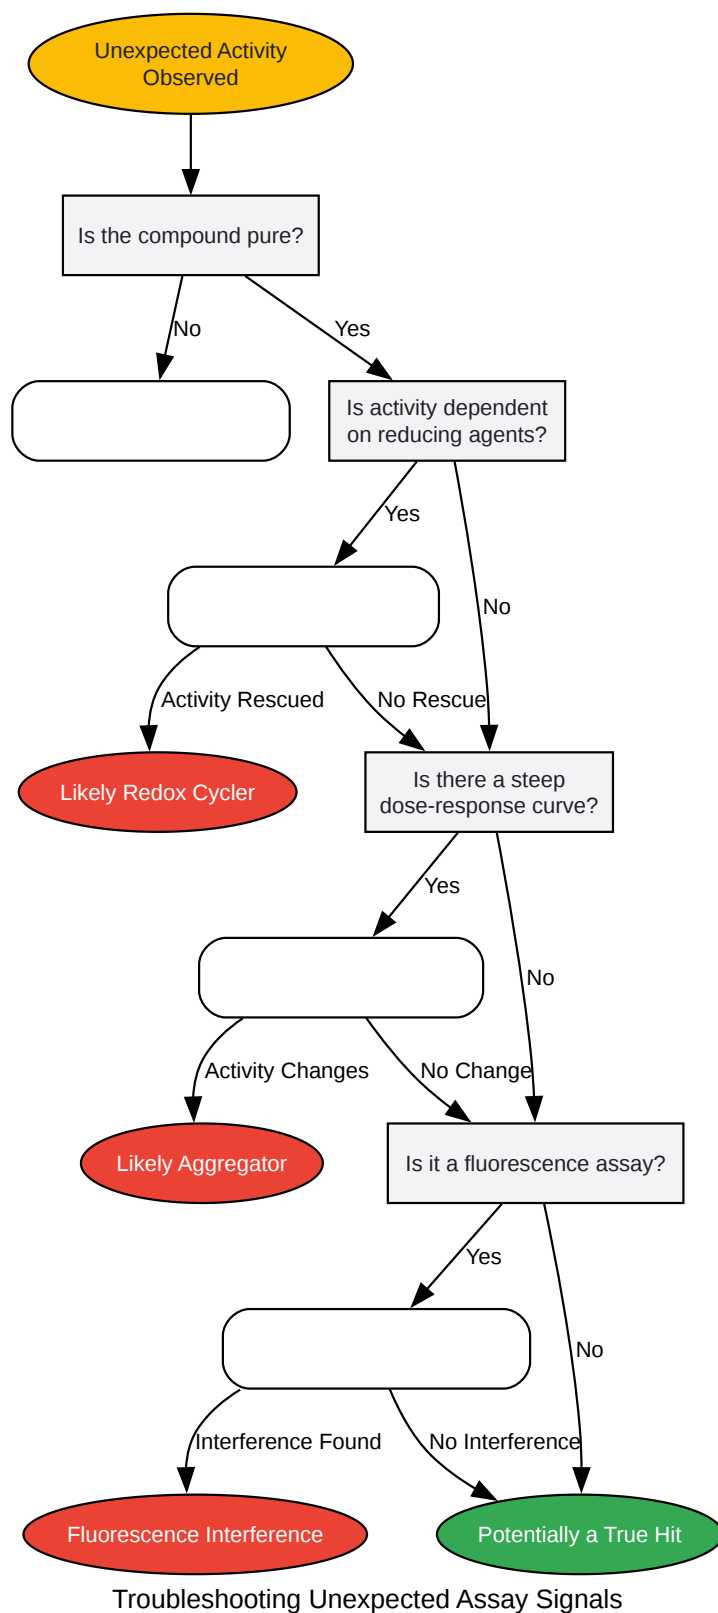 Unexpected Activity
Observed
Is the compound pure?
No
Yes
Is activity dependent
on reducing agents?
Yes
No
Activity Rescued
No Rescue
Likely Redox Cycler
Is there a steep
dose-response curve?
Yes
No
Activity Changes
No Change
Likely Aggregator
Is it a fluorescence assay?
Yes
No
Interference Found
No Interference
Fluorescence Interference
Potentially a True Hit
Troubleshooting Unexpected Assay Signals